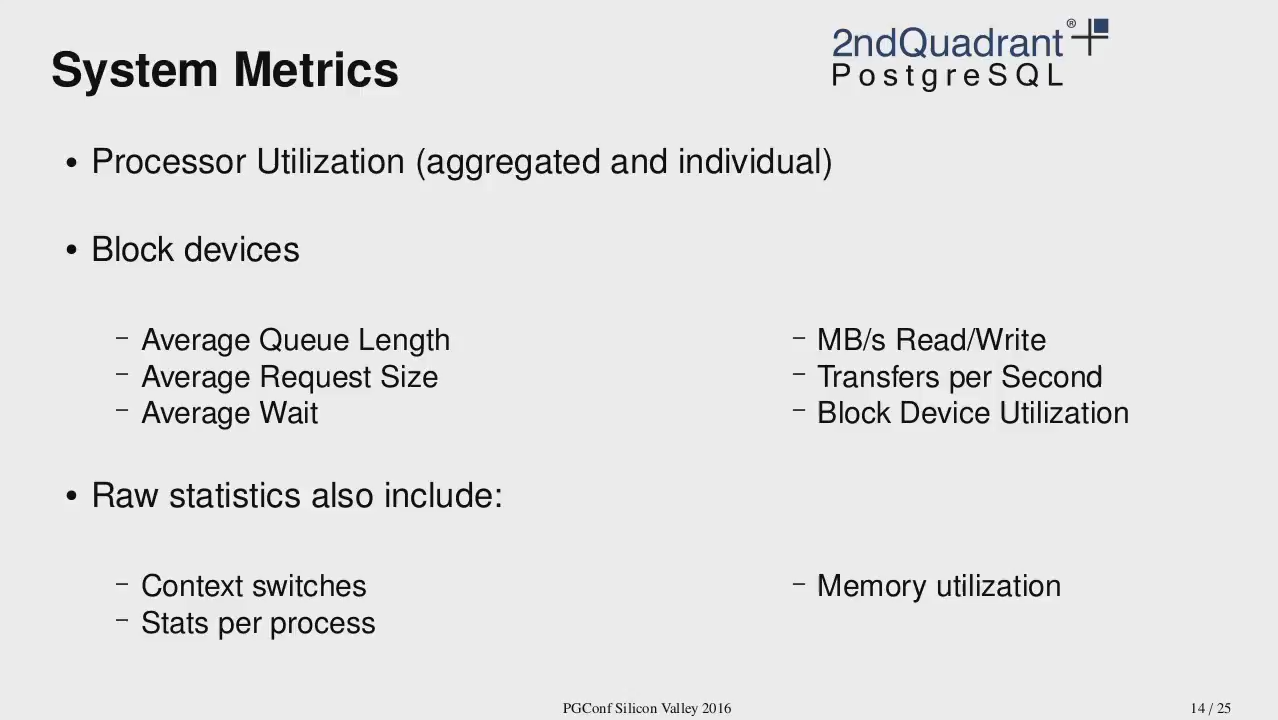 System Metrics
2ndQuadrant®
PostgreSQL
• Processor Utilization (aggregated and individual)
• Block devices
– Average Queue Length
– Average Request Size
– Average Wait
– MB/s Read/Write
– Transfers per Second
– Block Device Utilization
• Raw statistics also include:
– Context switches
– Stats per process
– Memory utilization
PGConf Silicon Valley 2016
14 / 25